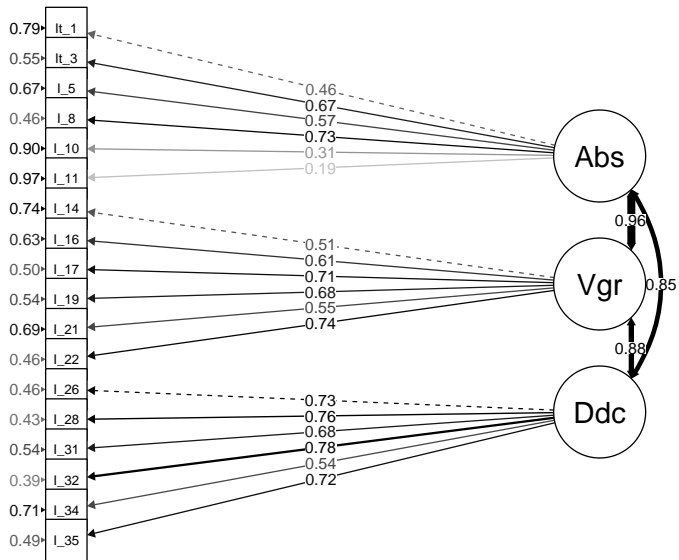 0.79 It_1
0.55 It_3
0.67 I_5
0.46 I_8
0.90 I_10
0.97 I_11
0.74 I_14
0.63 I_16
0.50 I_17
0.54 I_19
0.69 I_21
0.46 I_22
0.46 I_26
0.43 I_28
0.54 I_31
0.39 I_32
0.71 I_34
0.49 I_35
0.46
0.67
0.57
0.73
0.31
0.19
0.51
0.61
0.71
0.68
0.55
0.74
0.73
0.76
0.68
0.78
0.54
0.72
Abs
0.96
Vgr
0.85
0.88
Ddc